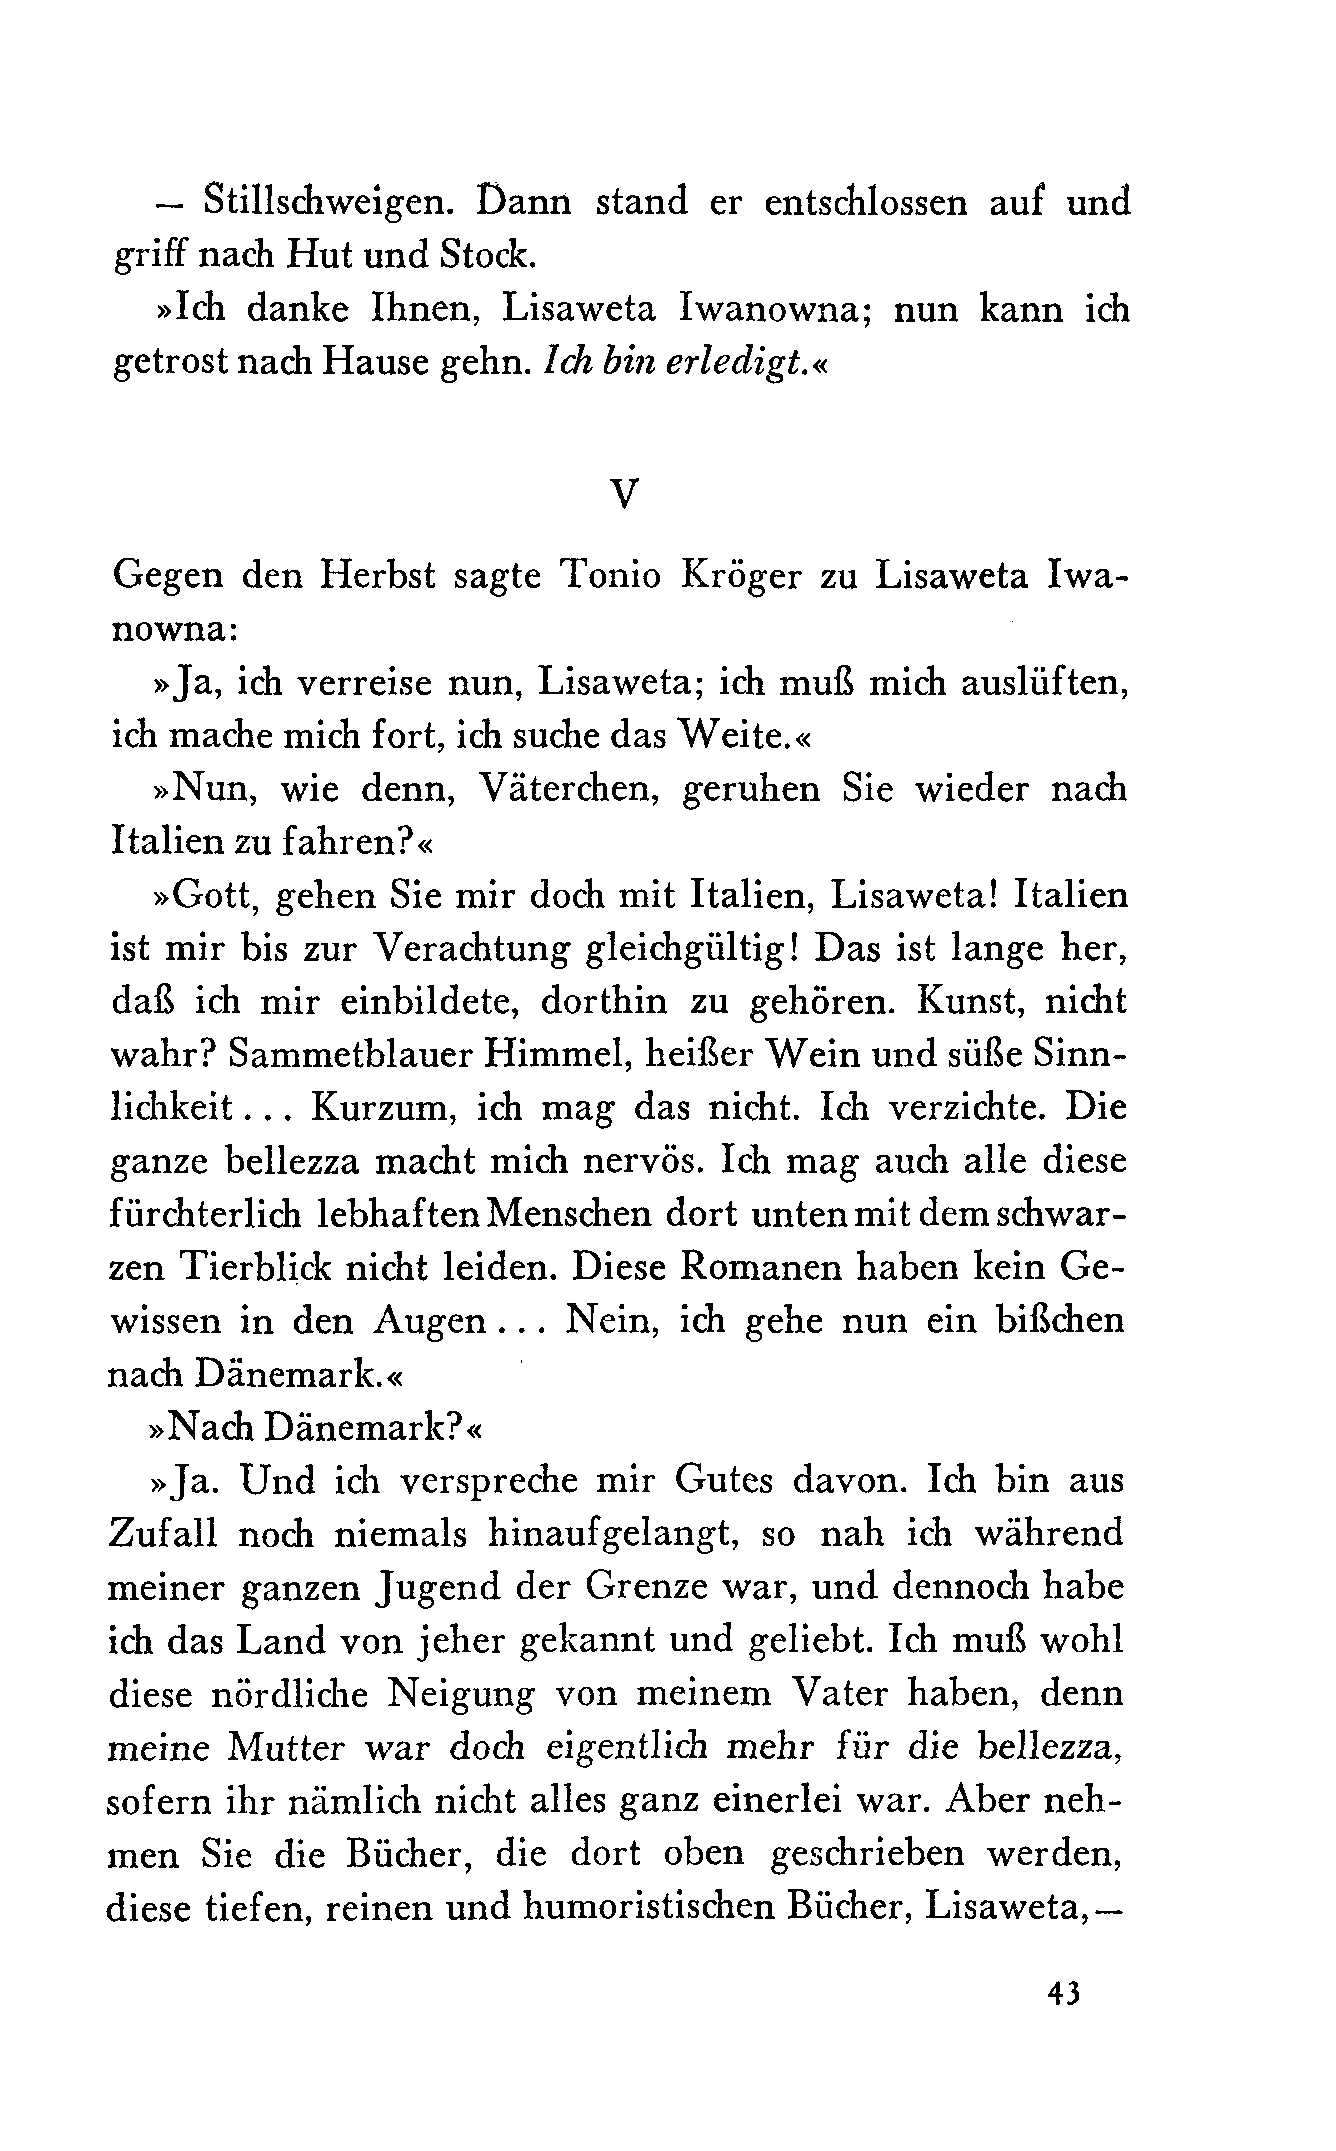 — Stillschweigen. Dann stand er entschlossen auf und
griff nach Hut und Stock.
»Ich danke Ihnen, Lisaweta Iwanowna; nun kann ich
getrost nach Hause gehn. Ich bin erledigt.«
V
Gegen den Herbst sagte Tonio Kröger zu Lisaweta Iwa-
nowna:
»Ja, ich verreise nun, Lisaweta; ich muß mich auslüften,
ich mache mich fort, ich suche das Weite.«
»Nun, wie denn, Väterchen, geruhen Sie wieder nach
Italien zu fahren?«
»Gott, gehen Sie mir doch mit Italien, Lisaweta! Italien
ist mir bis zur Verachtung gleichgültig! Das ist lange her,
daß ich mir einbildete, dorthin zu gehören. Kunst, nicht
wahr? Sammetblauer Himmel, heißer Wein und süße Sinn-
lichkeit... Kurzum, ich mag das nicht. Ich verzichte. Die
ganze bellezza macht mich nervös. Ich mag auch alle diese
fürchterlich lebhaften Menschen dort unten mit dem schwar-
zen Tierblick nicht leiden. Diese Romanen haben kein Ge-
wissen in den Augen... Nein, ich gehe nun ein bißchen
nach Dänemark.«
»Nach Dänemark?«
»Ja. Und ich verspreche mir Gutes davon. Ich bin aus
Zufall noch niemals hinaufgelangt, so nah ich während
meiner ganzen Jugend der Grenze war, und dennoch habe
ich das Land von jeher gekannt und geliebt. Ich muß wohl
diese nördliche Neigung von meinem Vater haben, denn
meine Mutter war doch eigentlich mehr für die bellezza,
sofern ihr nämlich nicht alles ganz einerlei war. Aber neh-
men Sie die Bücher, die dort oben geschrieben werden,
diese tiefen, reinen und humoristischen Bücher, Lisaweta,—
43